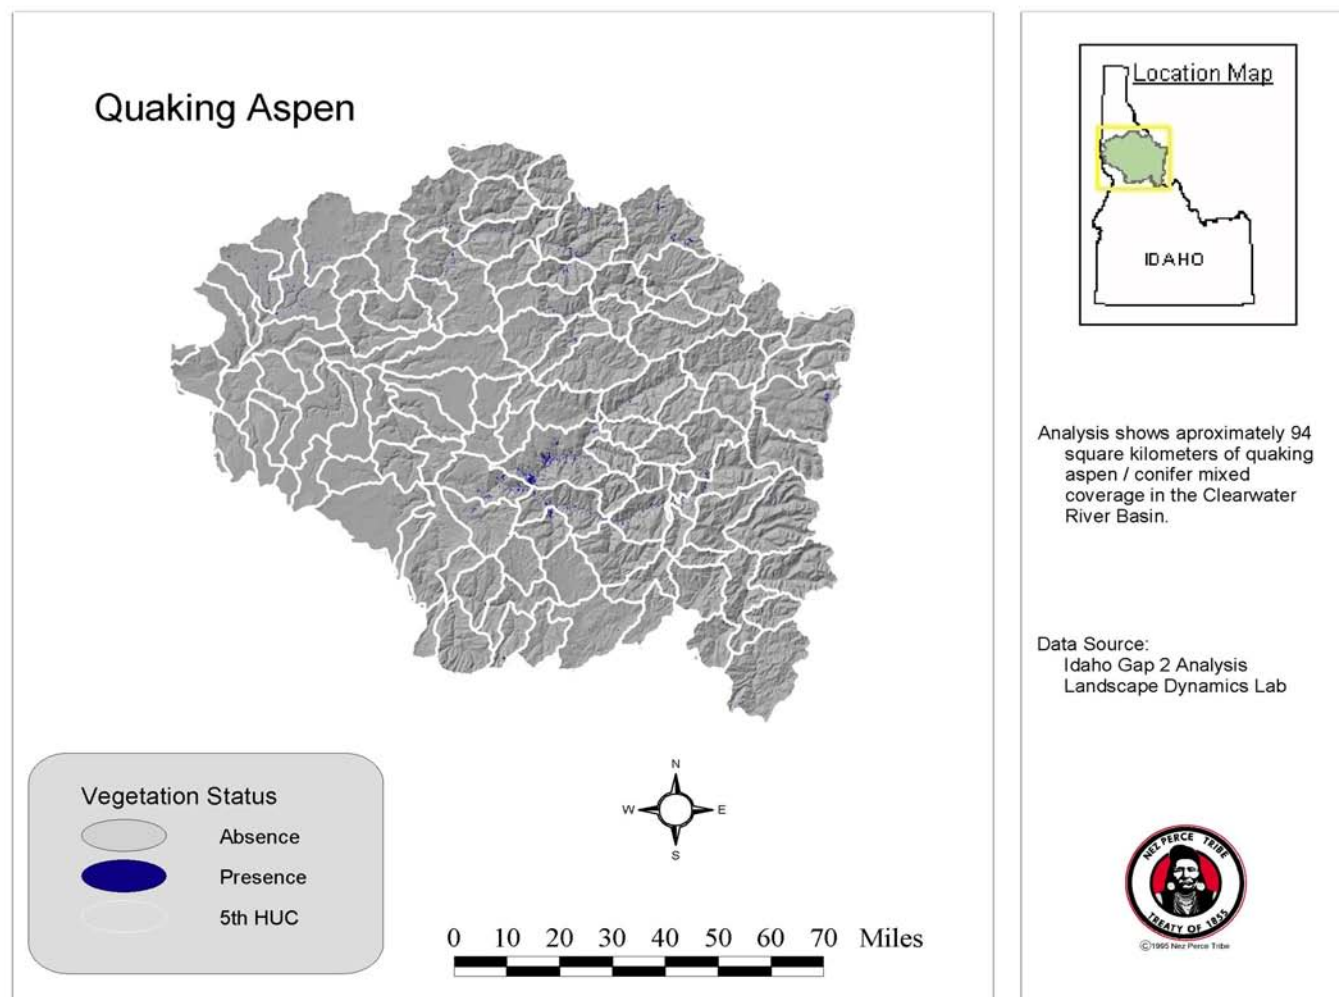 Quaking Aspen
Vegetation Status
Absence
Presence
5th HUC
N
W
E
S
0 10 20 30 40 50 60 70 Miles
Location Map
IDAHO
Analysis shows aproximately 94
square kilometers of quaking
aspen / conifer mixed
coverage in the Clearwater
River Basin.
Data Source:
Idaho Gap 2 Analysis
Landscape Dynamics Lab
NEZ PERCE TRIBE
TREATY OF 1855
©1995 Nez Perce Tribe